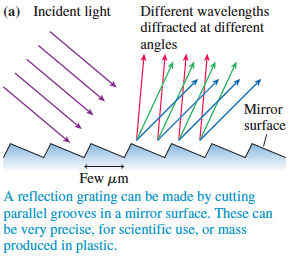 (a) Incident light
Different wavelengths
diffracted at different
angles
Mirror
surface
Few μm
A reflection grating can be made by cutting
parallel grooves in a mirror surface. These can
be very precise, for scientific use, or mass
produced in plastic.